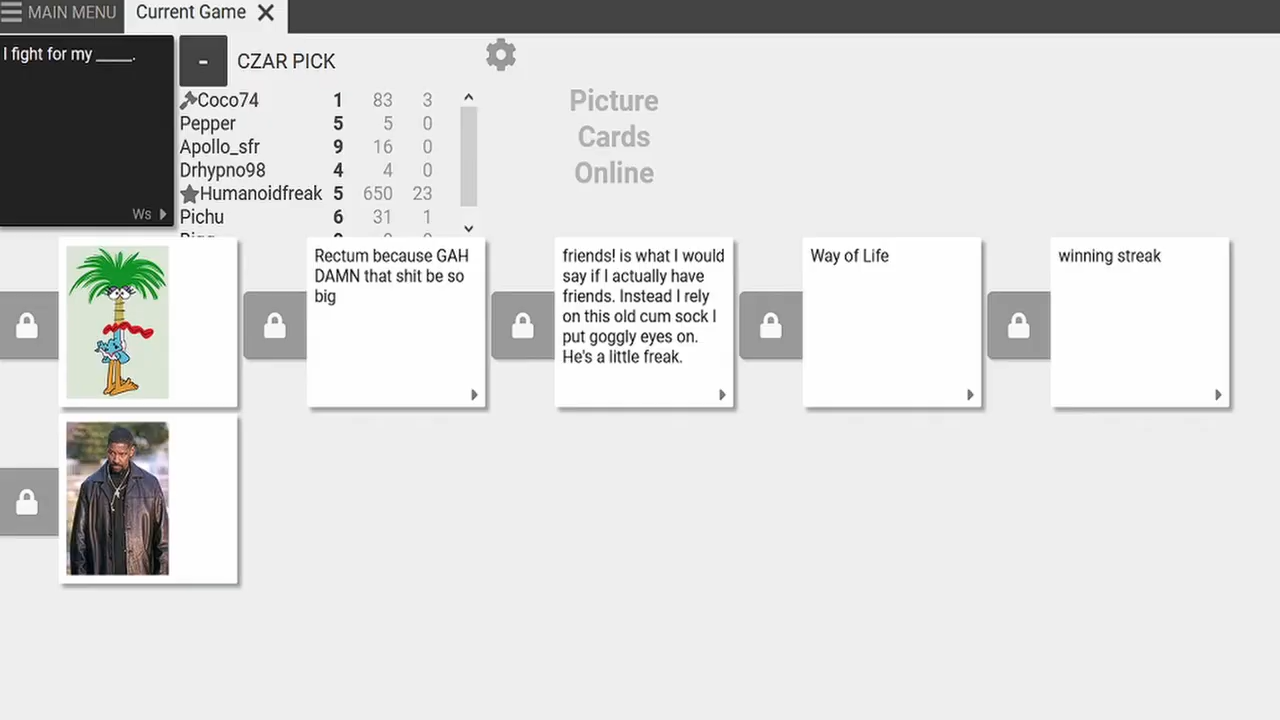 MAIN MENU
Current Game
I fight for my ____.
- CZAR PICK
Coco74 1 83 3
Pepper 5 5 0
Apollo_sfr 9 16 0
Drhypno98 4 4 0
Humanoidfreak 5 650 23
Pichu 6 31 1
Ws
Picture
Cards
Online
Rectum because GAH
DAMN that shit be so
big
friends! is what I would
say if I actually have
friends. Instead I rely
on this old cum sock I
put goggly eyes on.
He's a little freak.
Way of Life
winning streak